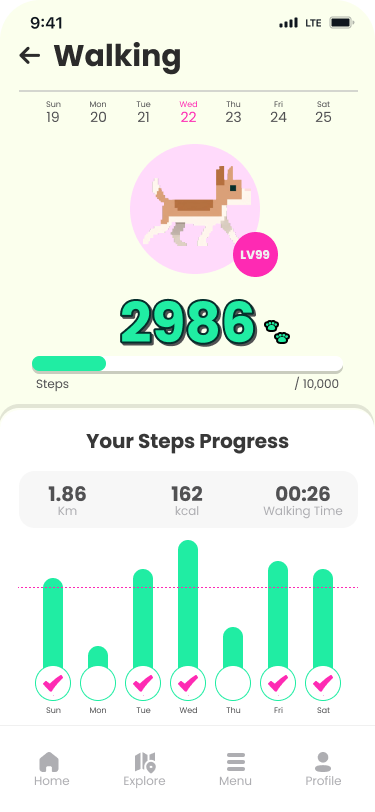 9:41 LTE
Walking
Sun Mon Tue Wed Thu Fri Sat
19 20 21 22 23 24 25
LV99
2986
Steps / 10,000
Your Steps Progress
1.86 162 00:26
Km kcal Walking Time
Sun Mon Tue Wed Thu Fri Sat
Home Explore Menu Profile